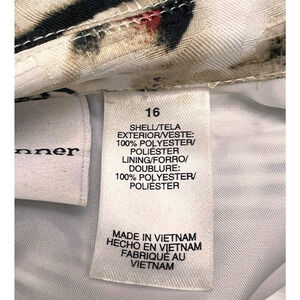 16
SHELL/TELA
EXTERIOR/VESTE:
100% POLYESTER/
POLIÉSTER
LINING/FORRO/
DOUBLURE:
100% POLYESTER/
POLIÉSTER
MADE IN VIETNAM
HECHO EN VIETNAM
FABRIQUÉ AU
VIETNAM
nner